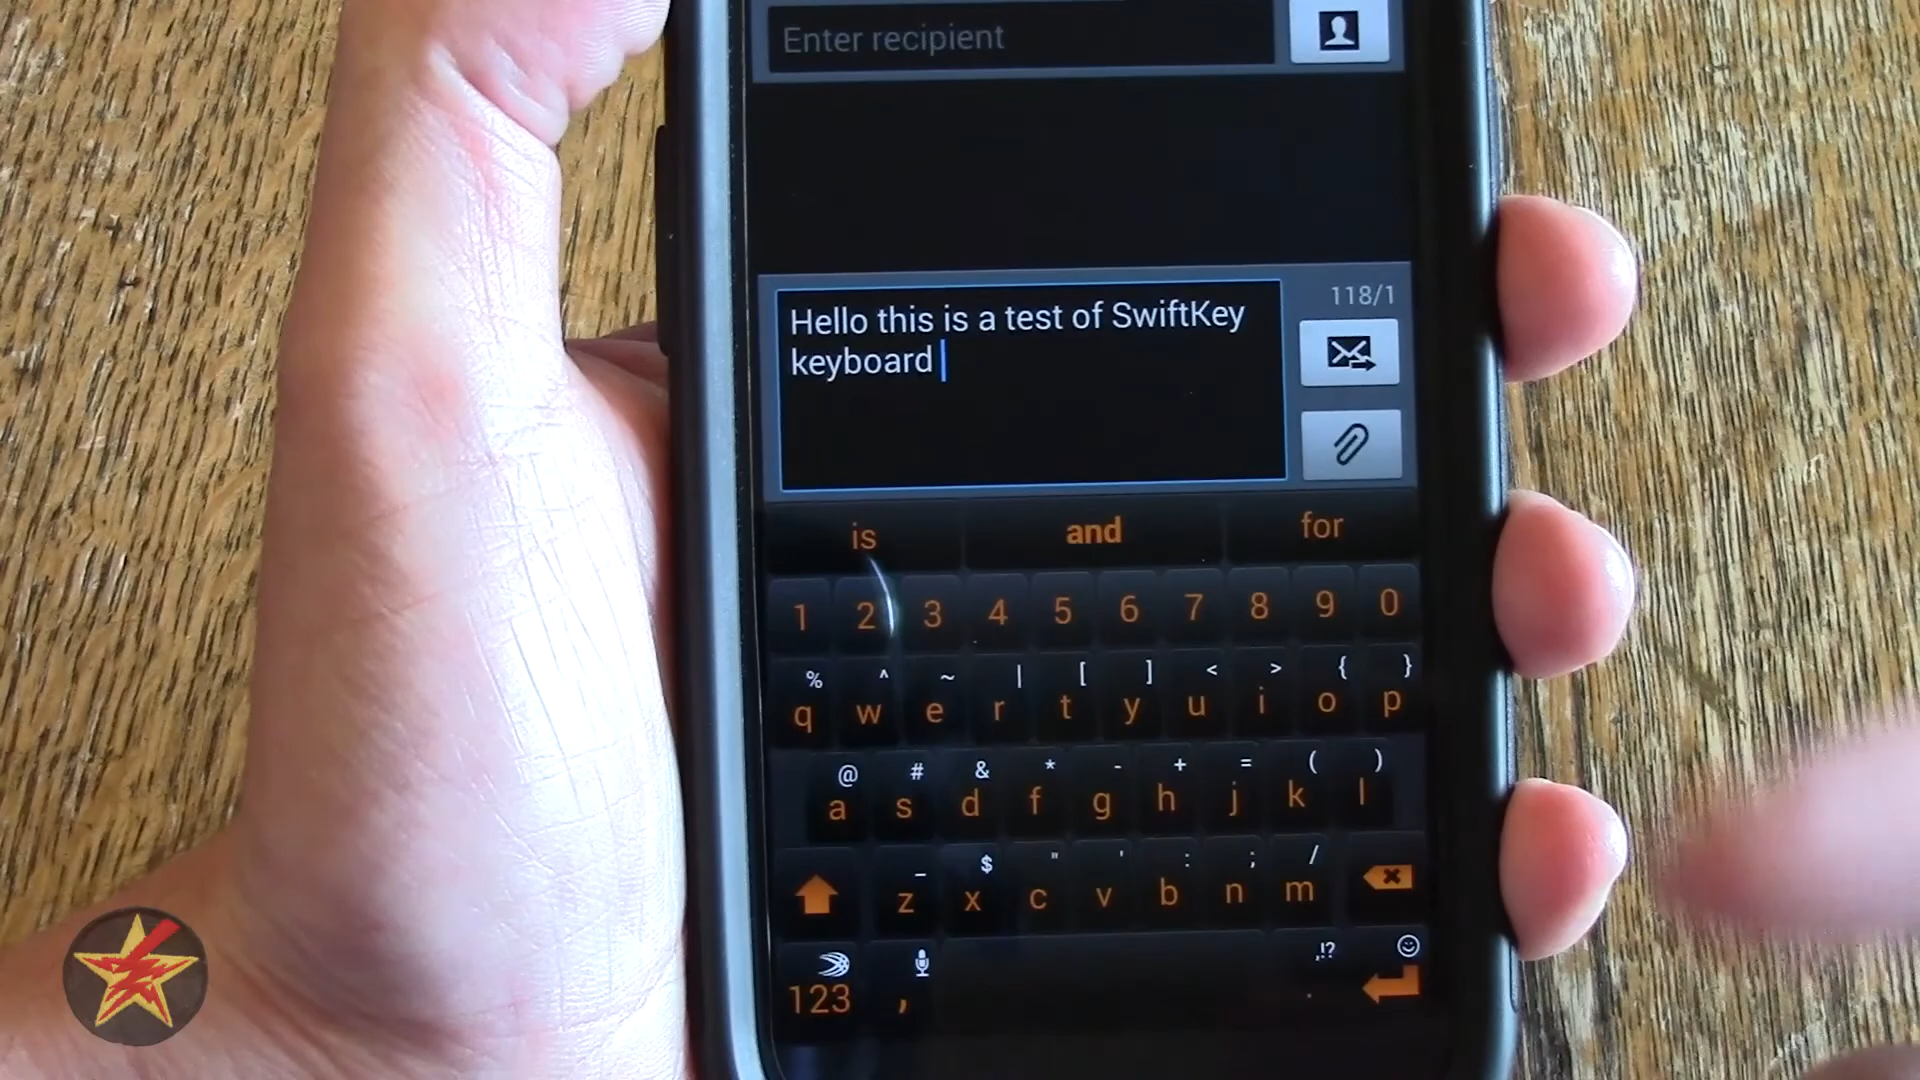 Enter recipient
118/1
Hello this is a test of SwiftKey
keyboard
is and for
1 2 3 4 5 6 7 8 9 0
% ^ ~ | [ ] < > { }
q w e r t y u i o p
@ # & * - + = ( )
a s d f g h j k l
_ $ " ' : ; /
z x c v b n m
,!?
123 , .